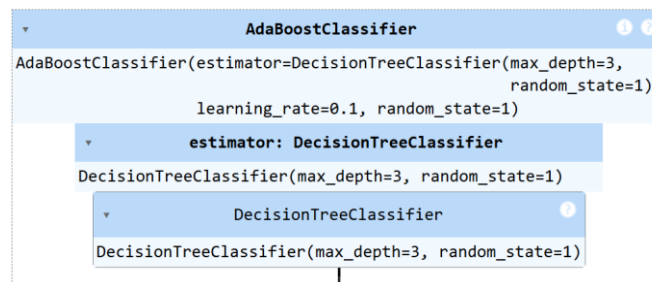 AdaBoostClassifier
i ?
AdaBoostClassifier(estimator=DecisionTreeClassifier(max_depth=3,
random_state=1),
learning_rate=0.1, random_state=1)
estimator: DecisionTreeClassifier
DecisionTreeClassifier(max_depth=3, random_state=1)
DecisionTreeClassifier
?
DecisionTreeClassifier(max_depth=3, random_state=1)